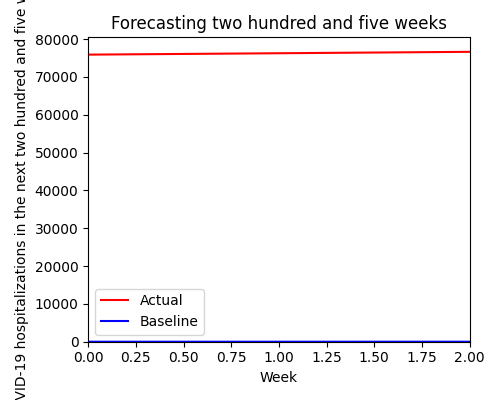 Forecasting two hundred and five weeks
VID-19 hospitalizations in the next two hundred and five
80000
70000
60000
50000
40000
30000
20000
10000
0
Actual
Baseline
0.00 0.25 0.50 0.75 1.00 1.25 1.50 1.75 2.00
Week